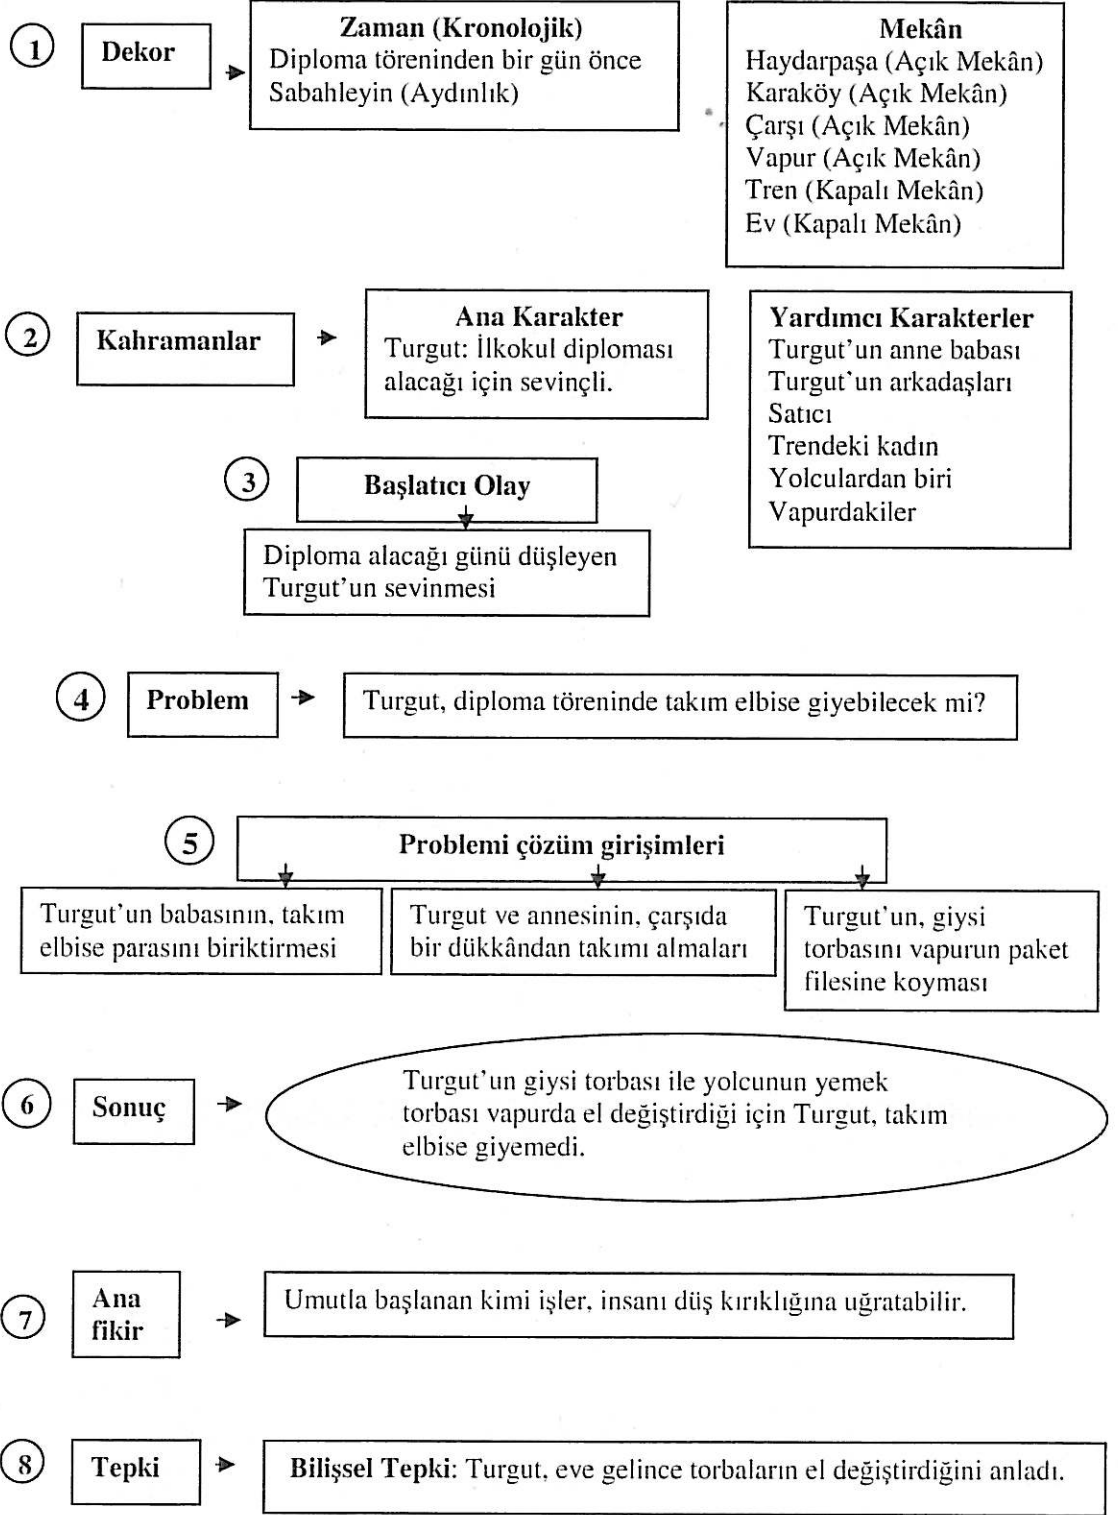 1
Dekor
Zaman (Kronolojik)
Diploma töreninden bir gün önce
Sabahleyin (Aydınlık)
Mekân
Haydarpaşa (Açık Mekân)
Karaköy (Açık Mekân)
Çarşı (Açık Mekân)
Vapur (Açık Mekân)
Tren (Kapalı Mekân)
Ev (Kapalı Mekân)
2
Kahramanlar
Ana Karakter
Turgut: İlkokul diploması
alacağı için sevinçli.
Yardımcı Karakterler
Turgut'un anne babası
Turgut'un arkadaşları
Satıcı
Trendeki kadın
Yolculardan biri
Vapurdakiler
3
Başlatıcı Olay
Diploma alacağı günü düşleyen
Turgut'un sevinmesi
4
Problem
Turgut, diploma töreninde takım elbise giyebilecek mi?
5
Problemi çözüm girişimleri
Turgut'un babasının, takım
elbise parasını biriktirmesi
Turgut ve annesinin, çarşıda
bir dükkândan takımı almaları
Turgut'un, giysi
torbasını vapurun paket
filesine koyması
6
Sonuç
Turgut'un giysi torbası ile yolcunun yemek
torbası vapurda el değiştirdiği için Turgut, takım
elbise giyemedi.
7
Ana
fikir
Umutla başlanan kimi işler, insanı düş kırıklığına uğratabilir.
8
Tepki
Bilişsel Tepki: Turgut, eve gelince torbaların el değiştirdiğini anladı.